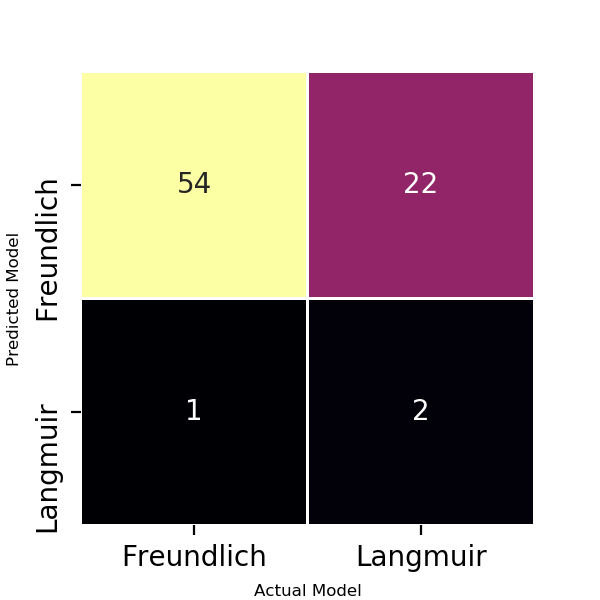 Predicted Model
Freundlich
54
22
Langmuir
1
2
Freundlich
Langmuir
Actual Model